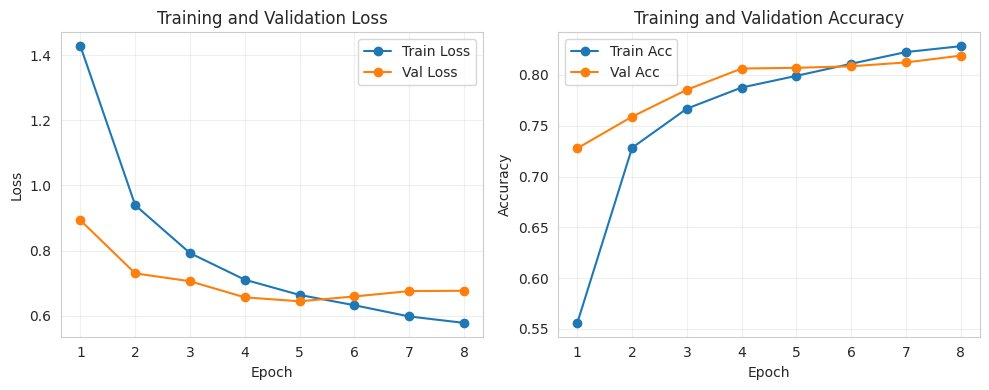 Training and Validation Loss
Train Loss
Val Loss
1.4
1.2
1.0
0.8
0.6
Loss
1 2 3 4 5 6 7 8
Epoch
Training and Validation Accuracy
Train Acc
Val Acc
0.80
0.75
0.70
0.65
0.60
0.55
Accuracy
1 2 3 4 5 6 7 8
Epoch